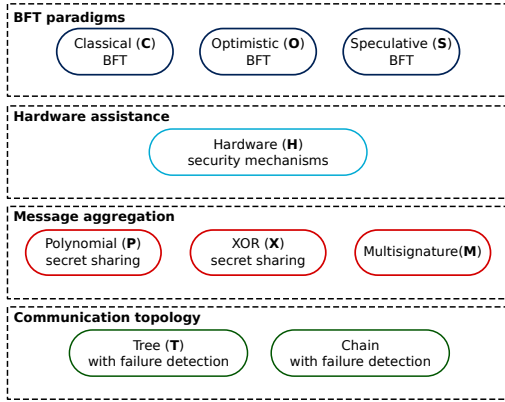 BFT paradigms
Classical (C)
BFT
Optimistic (O)
BFT
Speculative (S)
BFT
Hardware assistance
Hardware (H)
security mechanisms
Message aggregation
Polynomial (P)
secret sharing
XOR (X)
secret sharing
Multisignature(M)
Communication topology
Tree (T)
with failure detection
Chain
with failure detection